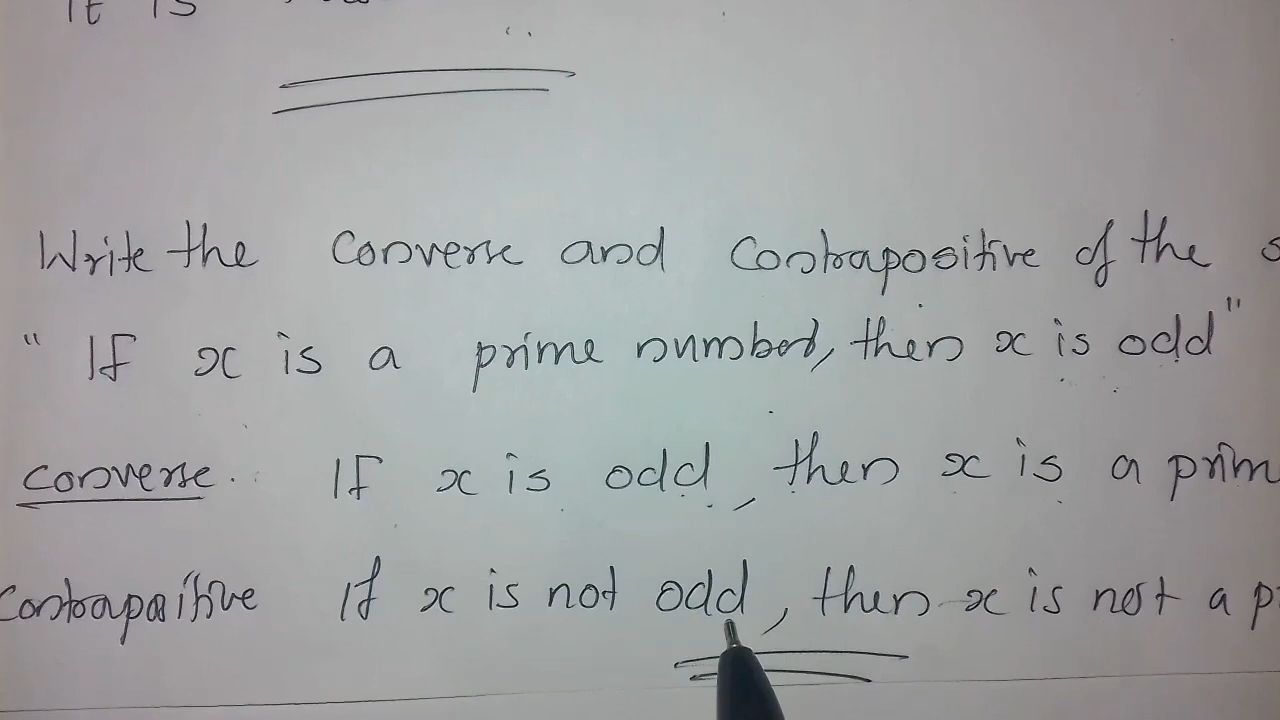 It is
Write the converse and contrapositive of the s
" If x is a prime number, then x is odd "
converse. If x is odd, then x is a prim
contrapositive If x is not odd, then x is not a p